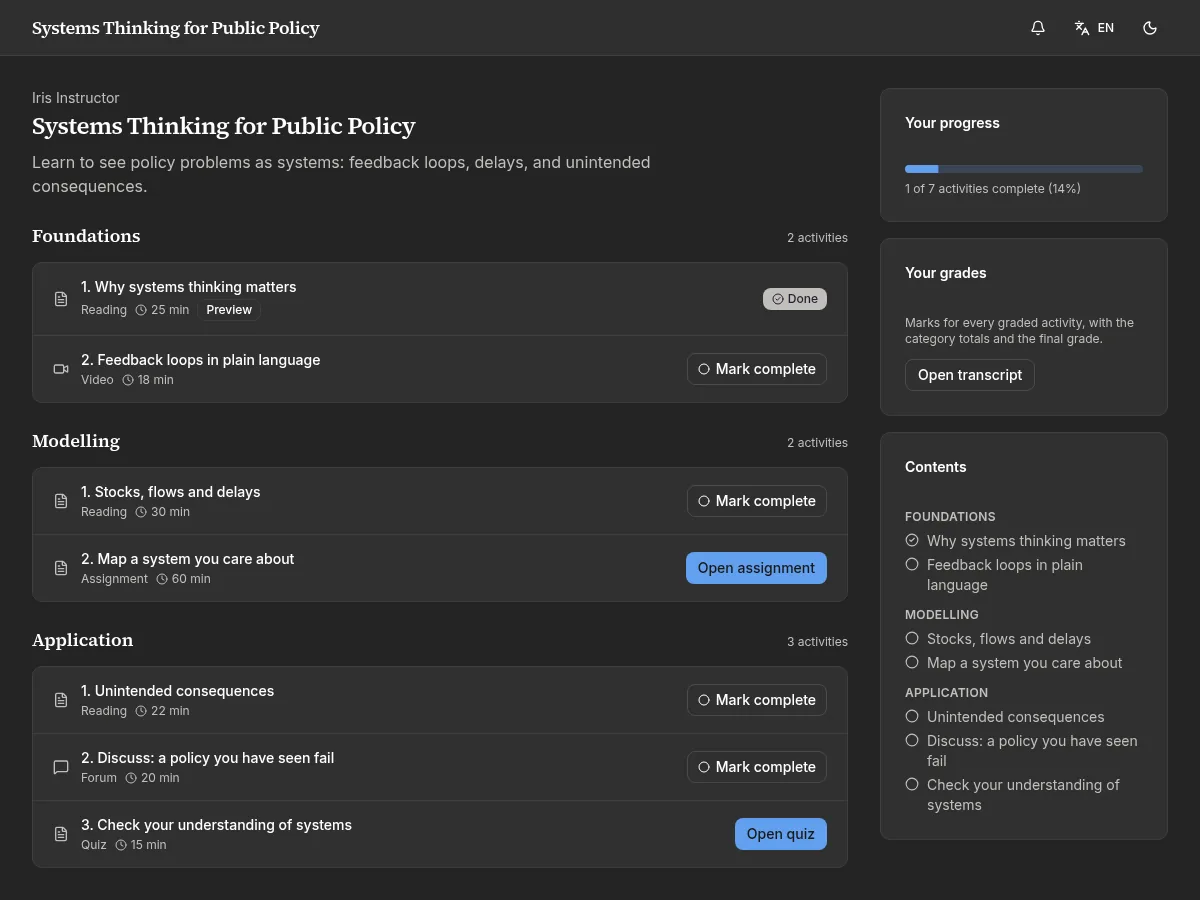 Systems Thinking for Public Policy
EN
Iris Instructor
Systems Thinking for Public Policy
Learn to see policy problems as systems: feedback loops, delays, and unintended
consequences.
Foundations
2 activities
1. Why systems thinking matters
Reading 25 min Preview
Done
2. Feedback loops in plain language
Video 18 min
Mark complete
Modelling
2 activities
1. Stocks, flows and delays
Reading 30 min
Mark complete
2. Map a system you care about
Assignment 60 min
Open assignment
Application
3 activities
1. Unintended consequences
Reading 22 min
Mark complete
2. Discuss: a policy you have seen fail
Forum 20 min
Mark complete
3. Check your understanding of systems
Quiz 15 min
Open quiz
Your progress
1 of 7 activities complete (14%)
Your grades
Marks for every graded activity, with the
category totals and the final grade.
Open transcript
Contents
FOUNDATIONS
Why systems thinking matters
Feedback loops in plain
language
MODELLING
Stocks, flows and delays
Map a system you care about
APPLICATION
Unintended consequences
Discuss: a policy you have seen
fail
Check your understanding of
systems